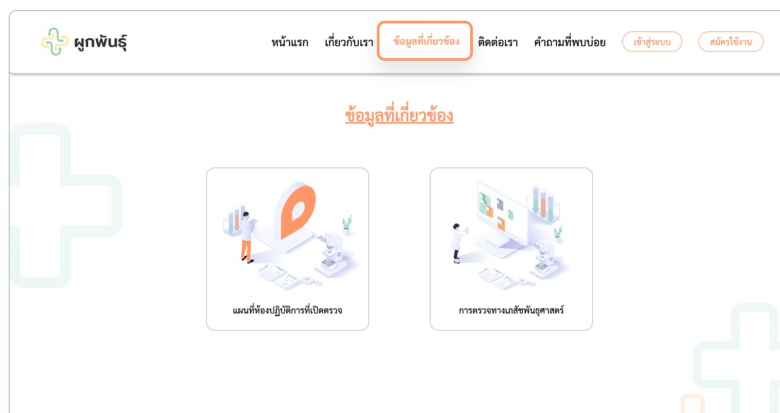 ผูกพันธุ์
หน้าแรก เกี่ยวกับเรา ข้อมูลที่เกี่ยวข้อง ติดต่อเรา คำถามที่พบบ่อย เข้าสู่ระบบ สมัครใช้งาน
ข้อมูลที่เกี่ยวข้อง
แผนที่ห้องปฏิบัติการที่เปิดตรวจ
การตรวจทางเภสัชพันธุศาสตร์